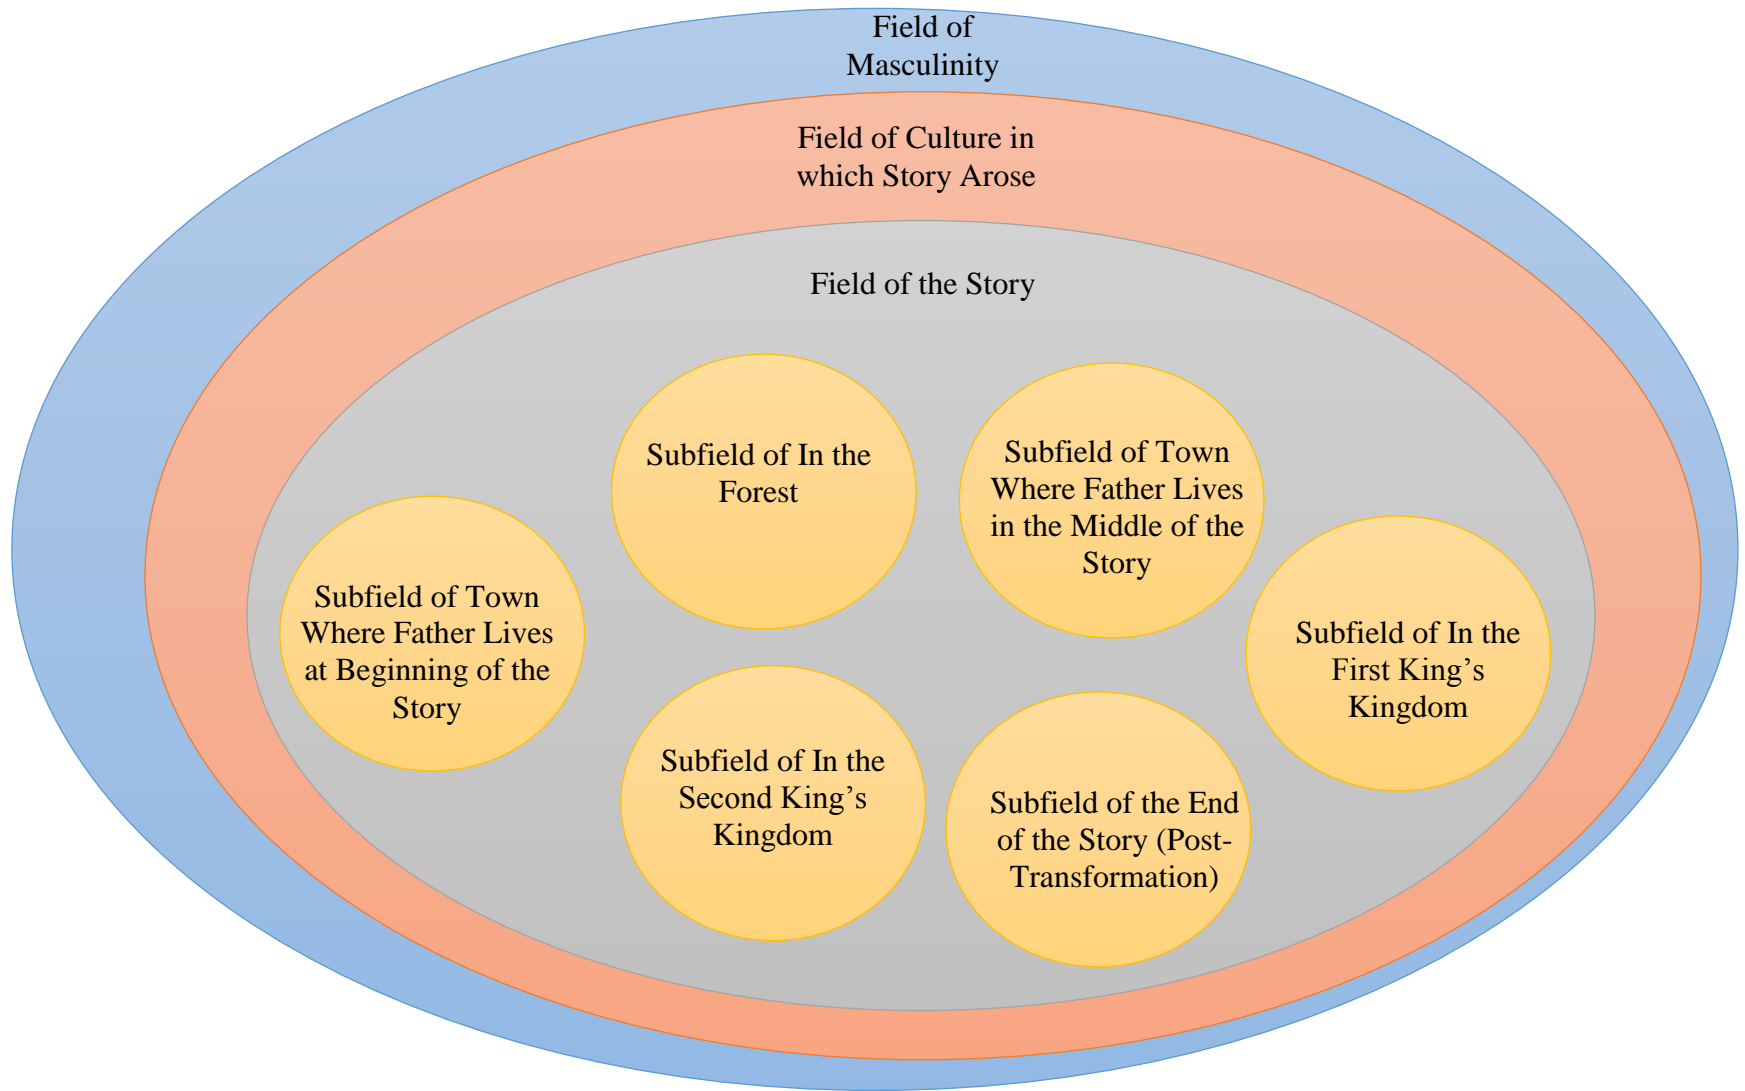 Field of
Masculinity
Field of Culture in
which Story Arose
Field of the Story
Subfield of In the
Forest
Subfield of Town
Where Father Lives
in the Middle of the
Story
Subfield of Town
Where Father Lives
at Beginning of the
Story
Subfield of In the
First King’s
Kingdom
Subfield of In the
Second King’s
Kingdom
Subfield of the End
of the Story (Post-
Transformation)